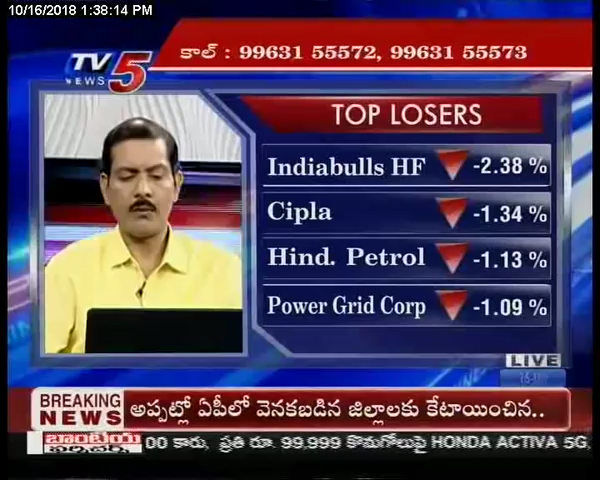 10/16/2018 1:38:14 PM
TV5
NEWS
కాల్ : 99631 55572, 99631 55573
TOP LOSERS
Indiabulls HF -2.38 %
Cipla -1.34 %
Hind. Petrol -1.13 %
Power Grid Corp -1.09 %
LIVE
BREAKING
NEWS
అప్పట్లో ఏపీలో వెనకబడిన జిల్లాలకు కేటాయించిన..
00 కారు, ప్రతి రూ. 99,999 కొనుగోలుపై HONDA ACTIVA 5G,